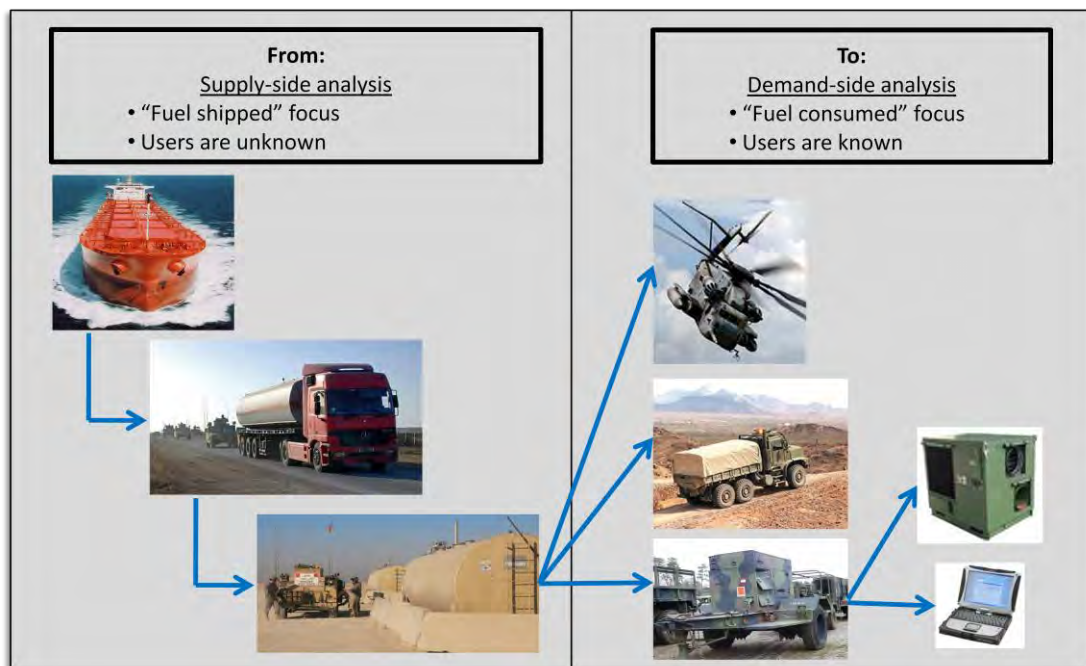 From:
Supply-side analysis
• “Fuel shipped” focus
• Users are unknown
To:
Demand-side analysis
• “Fuel consumed” focus
• Users are known